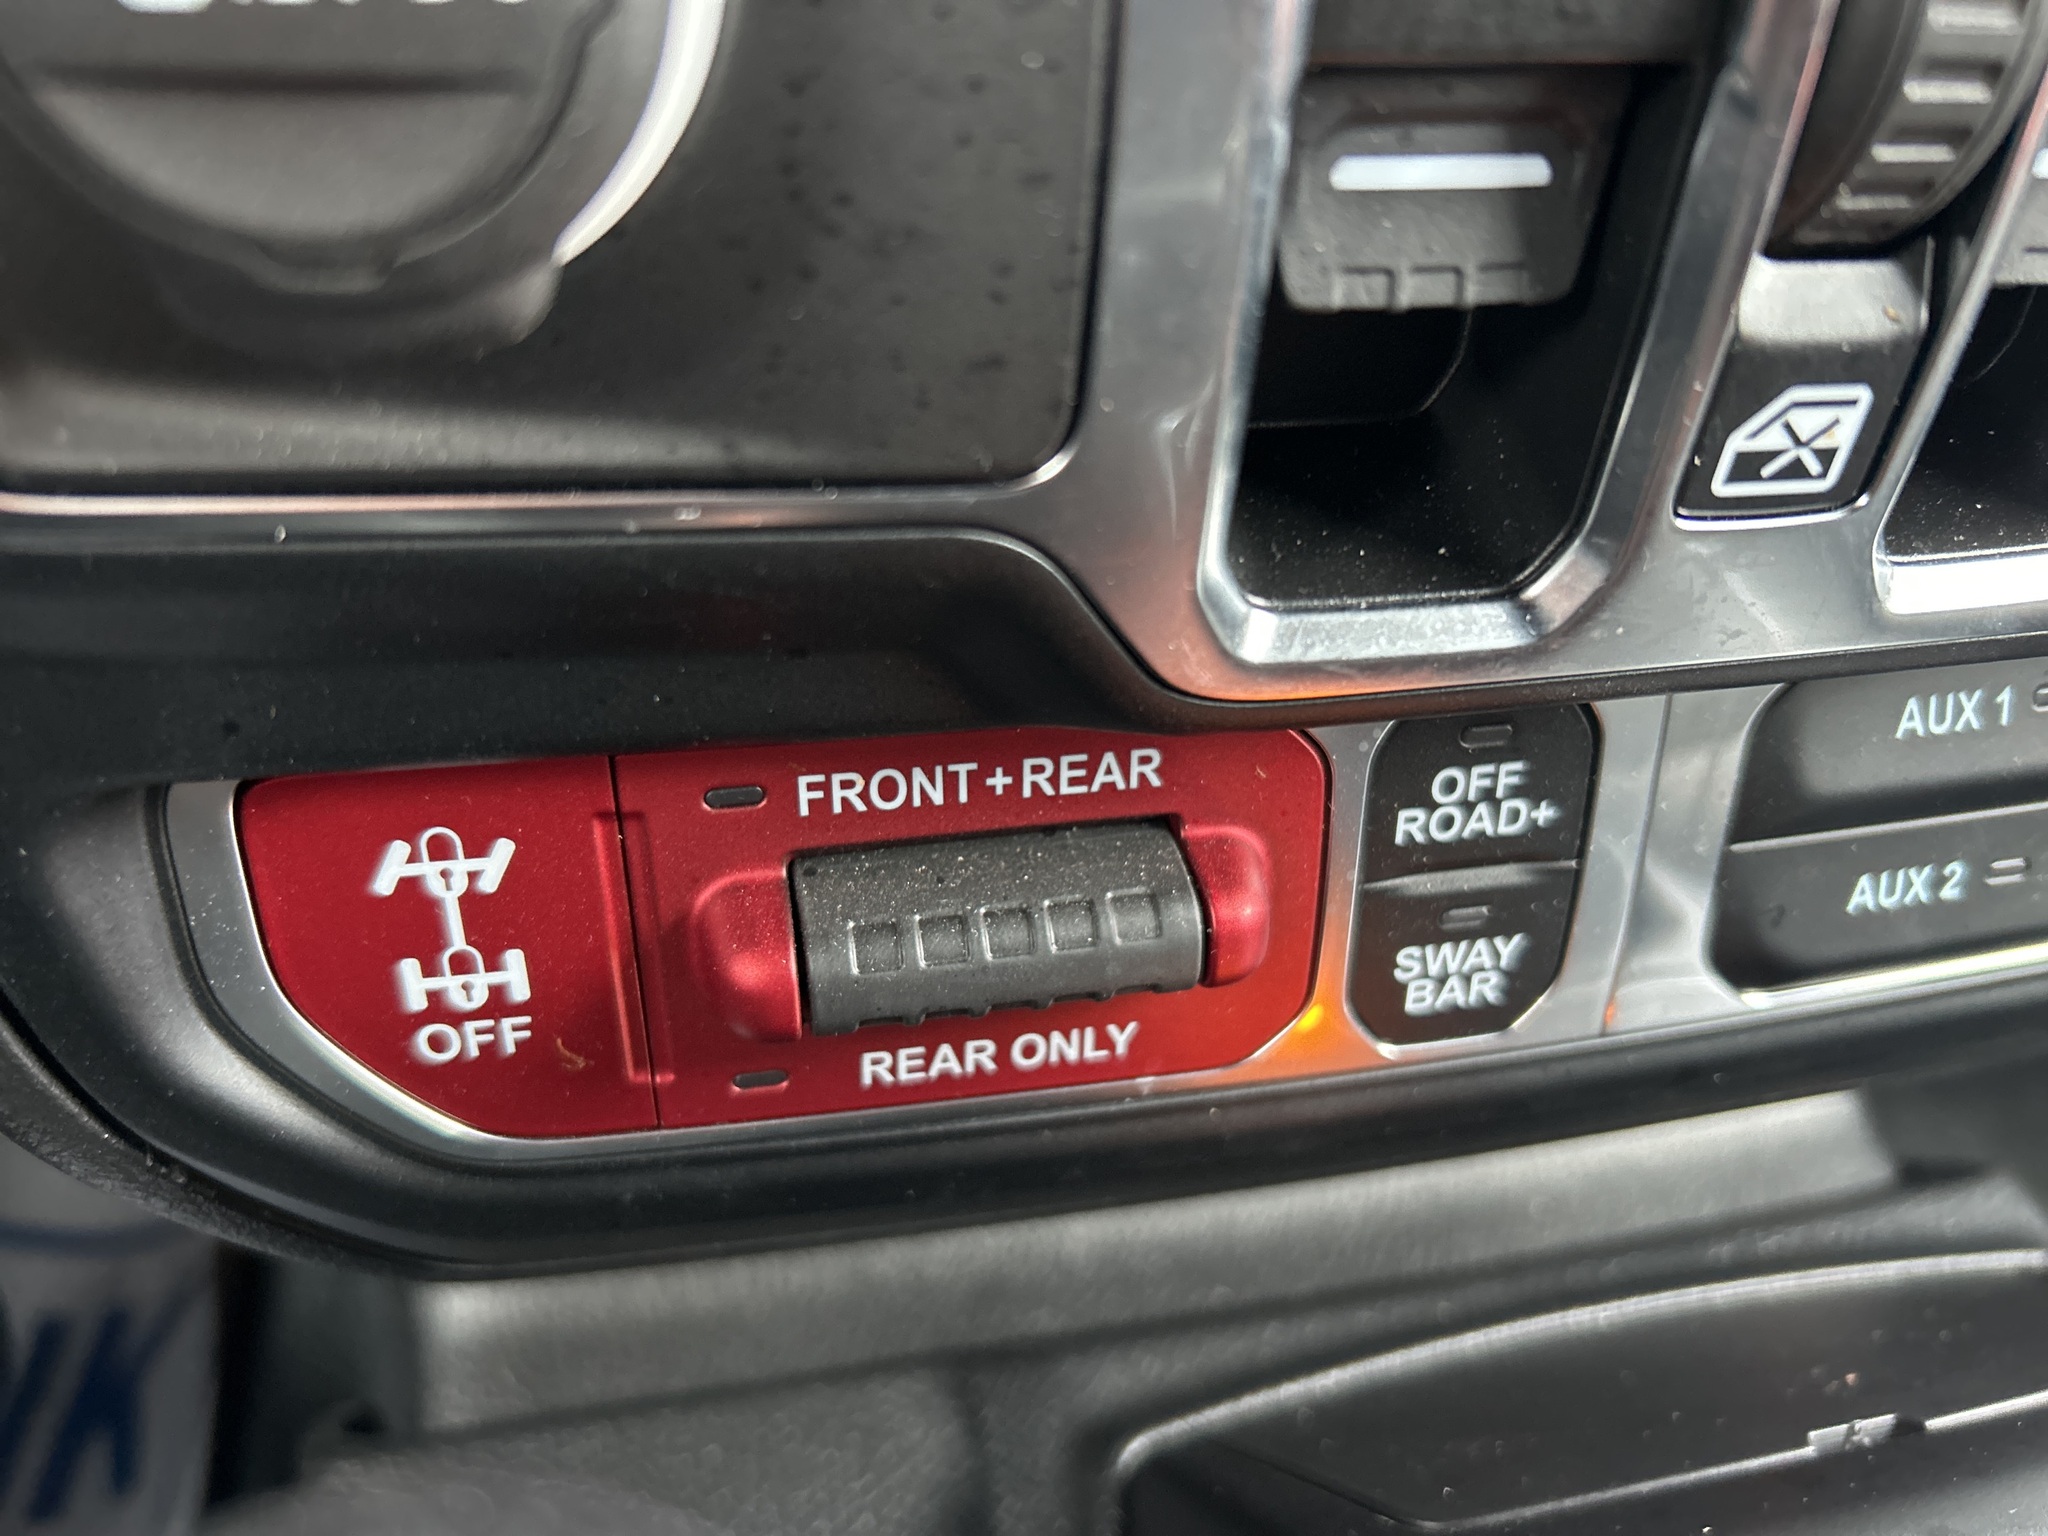 FRONT+REAR
OFF
REAR ONLY
OFF
ROAD+
SWAY
BAR
AUX 1
AUX 2